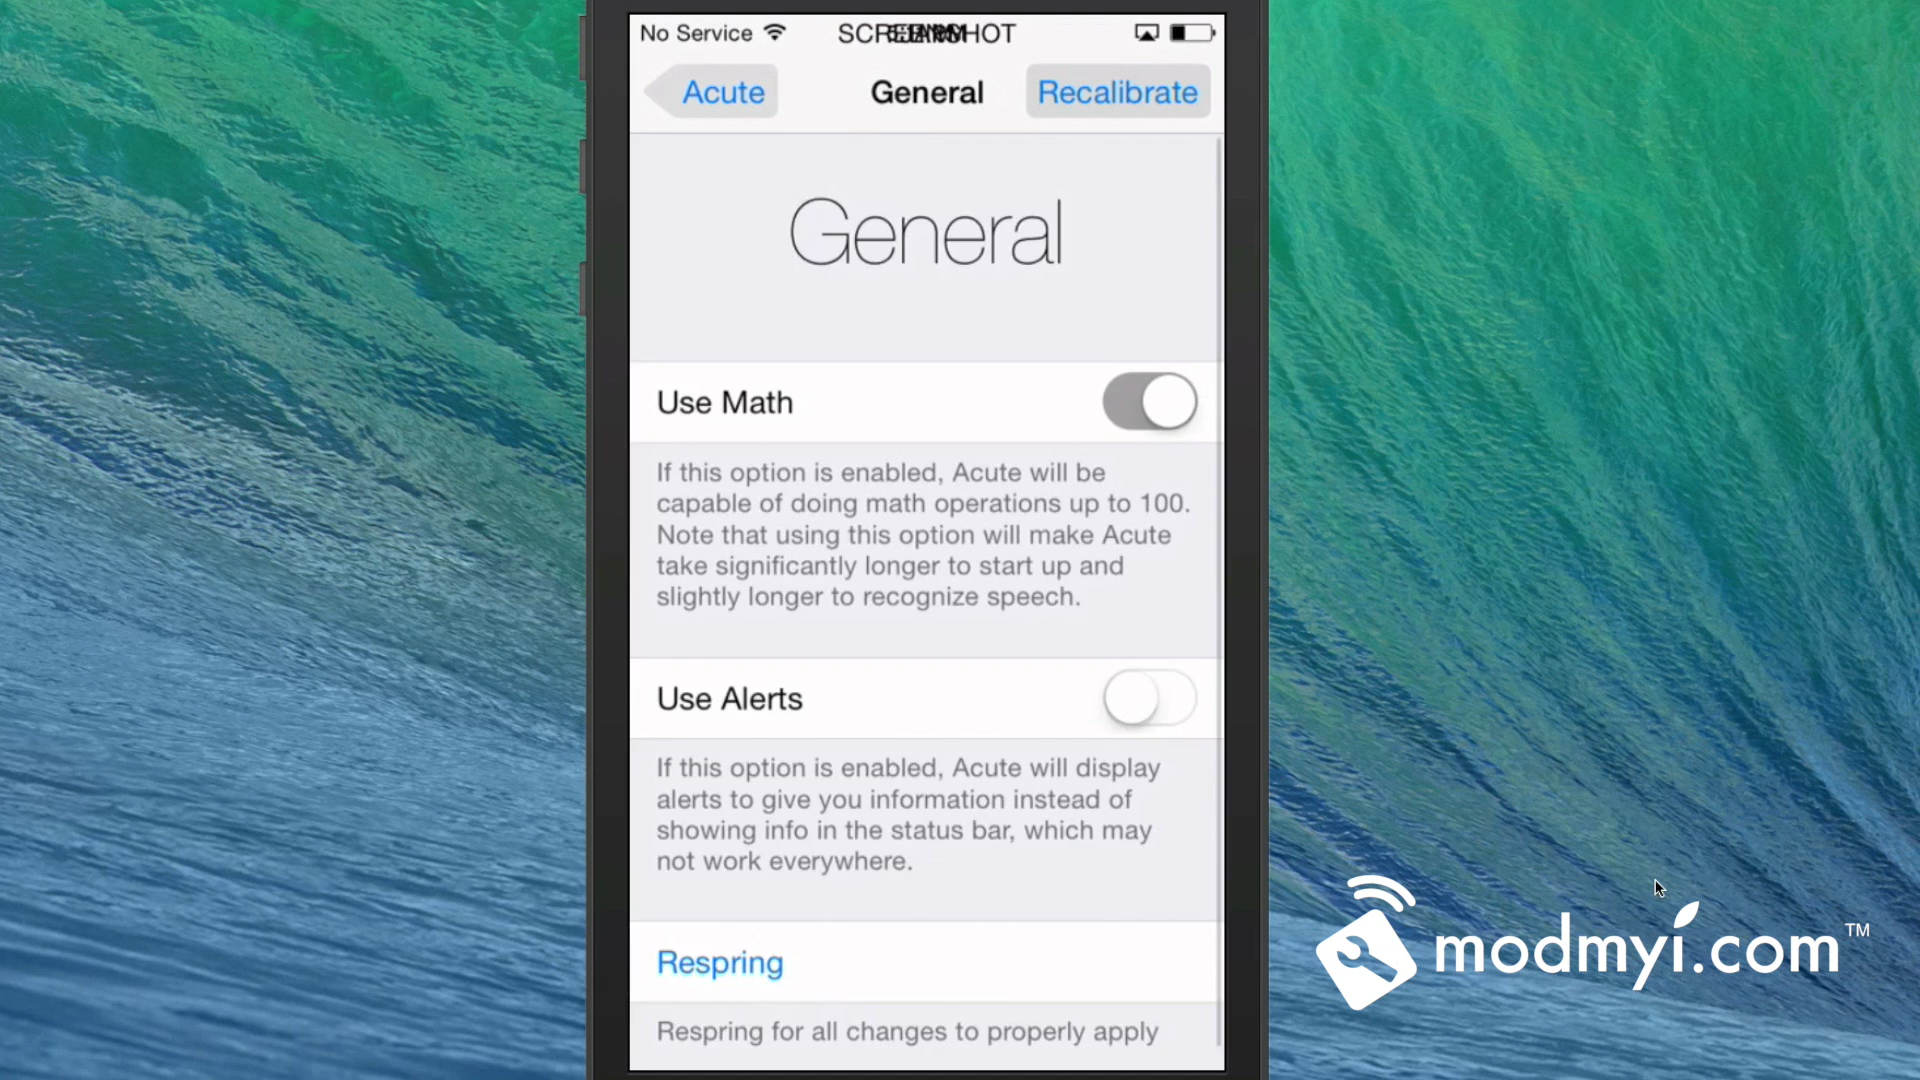 No Service
SCREENSHOT
Acute
General
Recalibrate
General
Use Math
If this option is enabled, Acute will be
capable of doing math operations up to 100.
Note that using this option will make Acute
take significantly longer to start up and
slightly longer to recognize speech.
Use Alerts
If this option is enabled, Acute will display
alerts to give you information instead of
showing info in the status bar, which may
not work everywhere.
Respring
Respring for all changes to properly apply
modmyi.com™